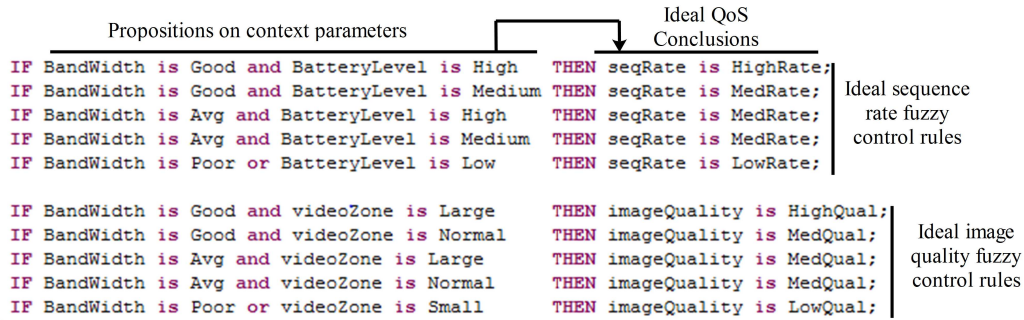 Propositions on context parameters
Ideal QoS
Conclusions
IF BandWidth is Good and BatteryLevel is High THEN seqRate is HighRate;
IF BandWidth is Good and BatteryLevel is Medium THEN seqRate is MedRate;
IF BandWidth is Avg and BatteryLevel is High THEN seqRate is MedRate;
IF BandWidth is Avg and BatteryLevel is Medium THEN seqRate is MedRate;
IF BandWidth is Poor or BatteryLevel is Low THEN seqRate is LowRate;
Ideal sequence
rate fuzzy
control rules
IF BandWidth is Good and videoZone is Large THEN imageQuality is HighQual;
IF BandWidth is Good and videoZone is Normal THEN imageQuality is MedQual;
IF BandWidth is Avg and videoZone is Large THEN imageQuality is MedQual;
IF BandWidth is Avg and videoZone is Normal THEN imageQuality is MedQual;
IF BandWidth is Poor or videoZone is Small THEN imageQuality is LowQual;
Ideal image
quality fuzzy
control rules